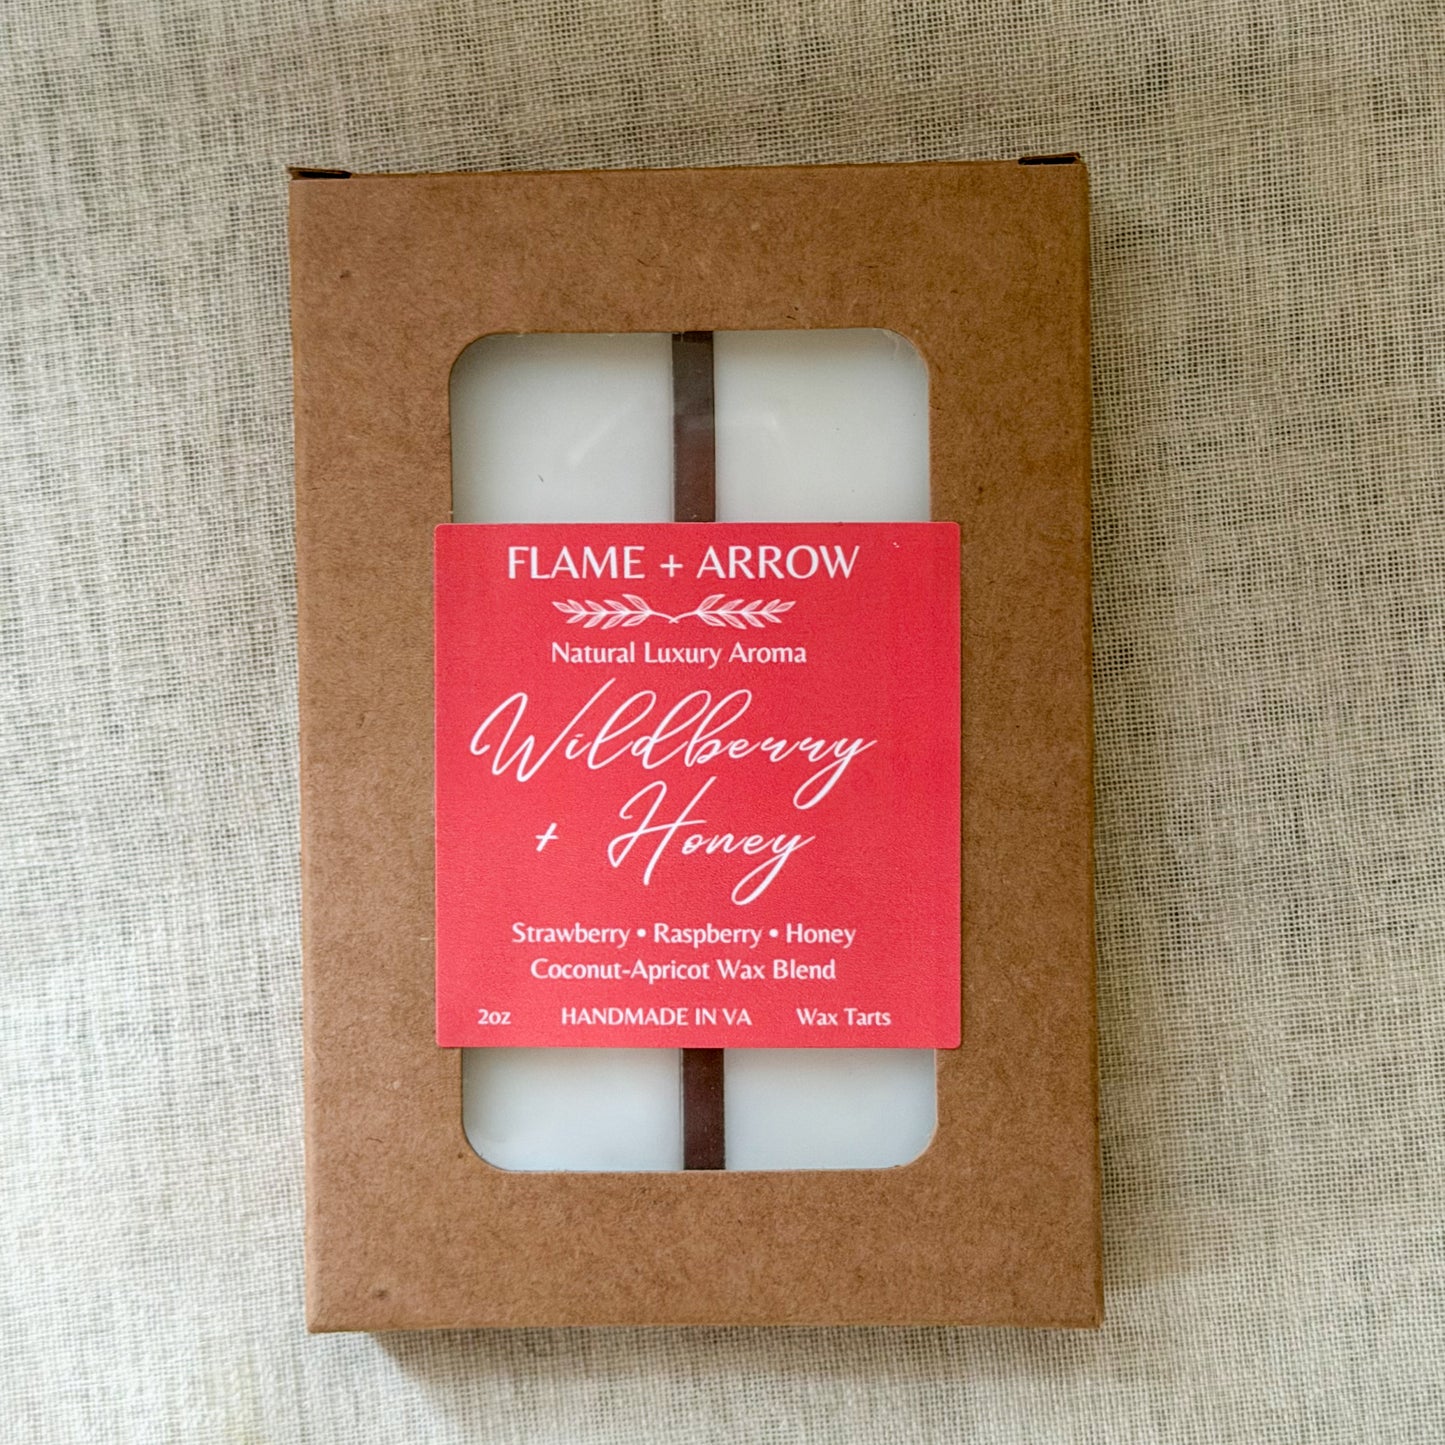 FLAME + ARROW
Natural Luxury Aroma
Wildberry
+ Honey
Strawberry • Raspberry • Honey
Coconut-Apricot Wax Blend
2oz HANDMADE IN VA Wax Tarts